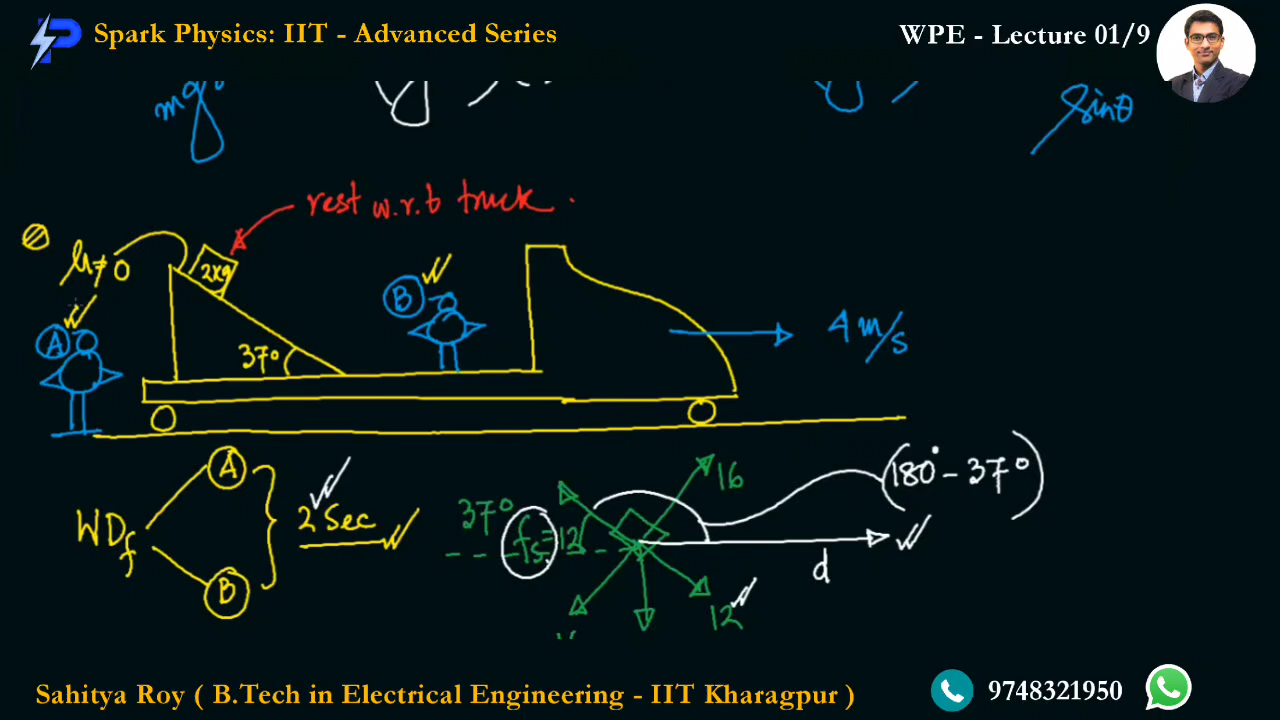 Spark Physics: IIT - Advanced Series
WPE - Lecture 01/9
mg
sinθ
rest w.r.t truck.
μ≠0
2kg
A
B
37°
4 m/s
WDf
A
B
2 sec
37°
fs=12
16
(180°-37°)
d
12
Sahitya Roy ( B.Tech in Electrical Engineering - IIT Kharagpur )
9748321950